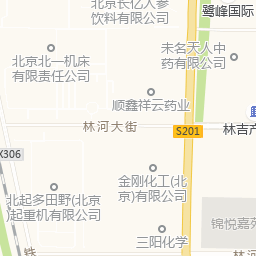 北京长亿人参
饮料有限公司
鹭峰国际
未名天人中
药有限公司
北京北一机床
有限责任公司
顺鑫祥云药业
林河大街
S201
林吉产
X306
金刚化工(北
京)有限公司
北起多田野(北京)
起重机有限公司
锦悦嘉苑
三阳化学
林河
铁